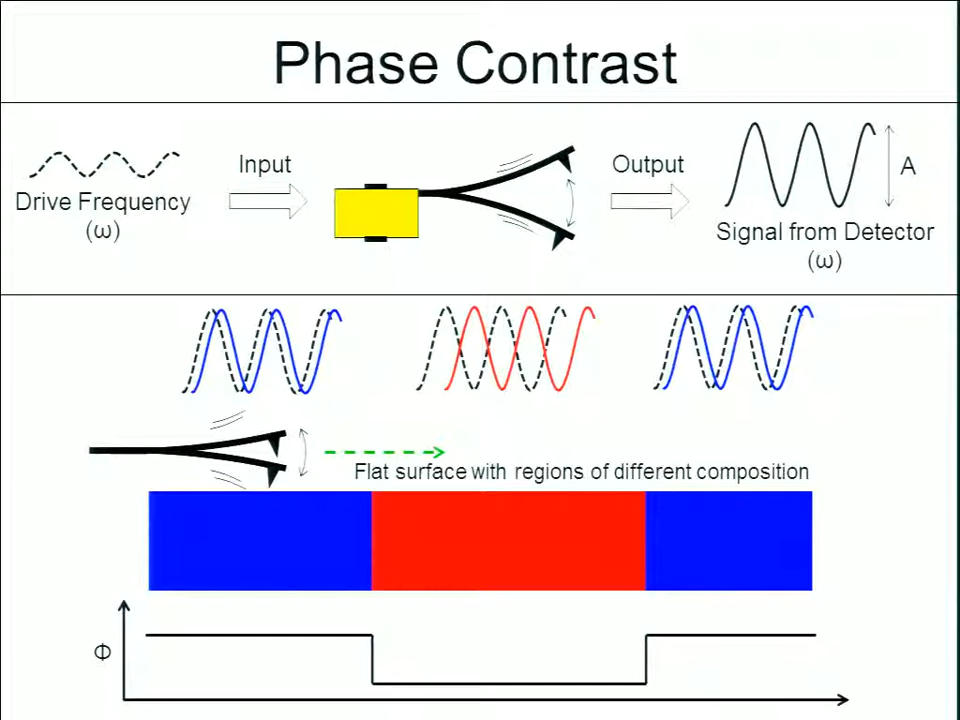 Phase Contrast
Drive Frequency
(ω)
Input
Output
A
Signal from Detector
(ω)
Flat surface with regions of different composition
Φ